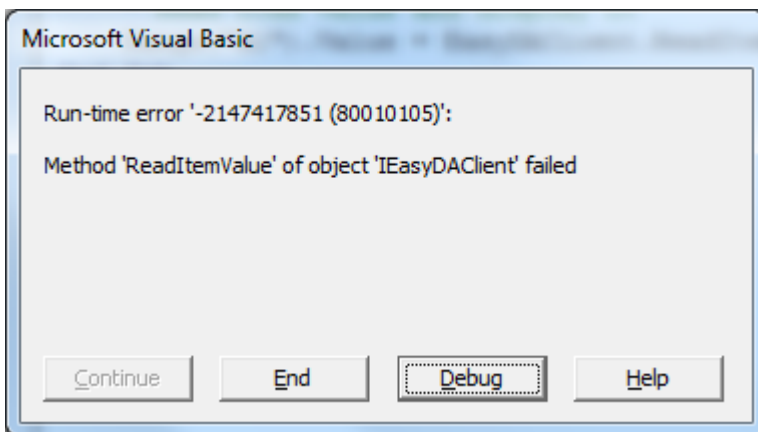 Microsoft Visual Basic
Run-time error '-2147417851 (80010105)':
Method 'ReadItemValue' of object 'IEasyDAClient' failed
Continue
End
Debug
Help